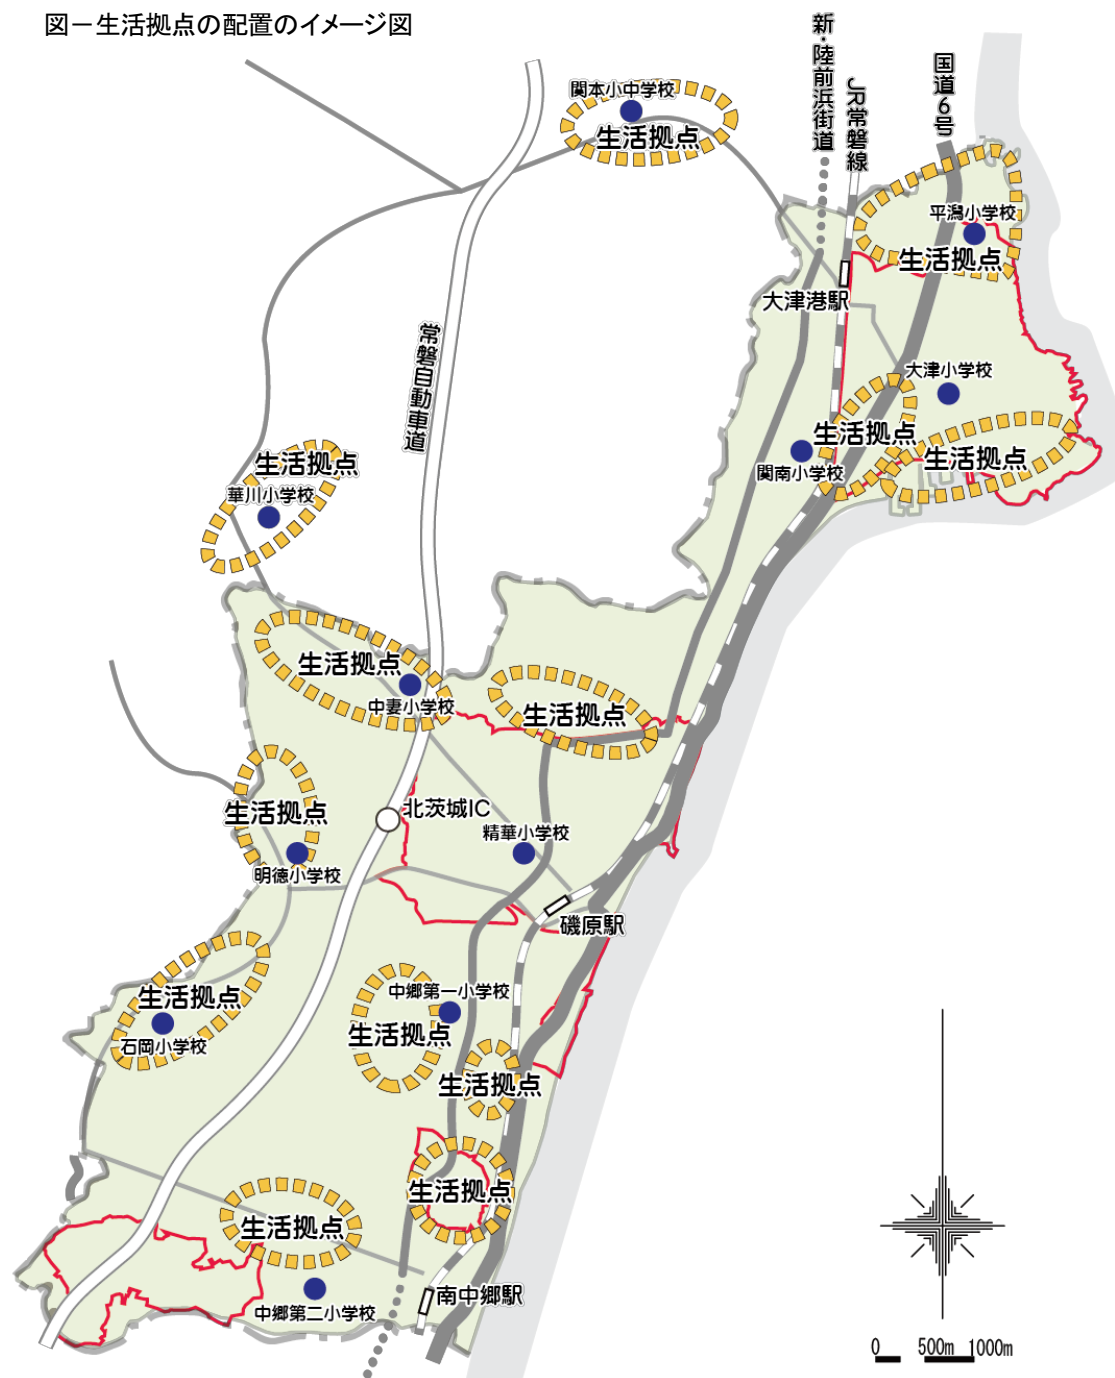 図－生活拠点の配置のイメージ図
新・陸前浜街道
JR常磐線
国道6号
関本小中学校
生活拠点
平潟小学校
生活拠点
大津港駅
常磐自動車道
大津小学校
生活拠点
関南小学校
生活拠点
生活拠点
華川小学校
生活拠点
中妻小学校
生活拠点
生活拠点
明徳小学校
北茨城IC
精華小学校
磯原駅
生活拠点
石岡小学校
中郷第一小学校
生活拠点
生活拠点
生活拠点
生活拠点
中郷第二小学校
南中郷駅
0 500m 1000m